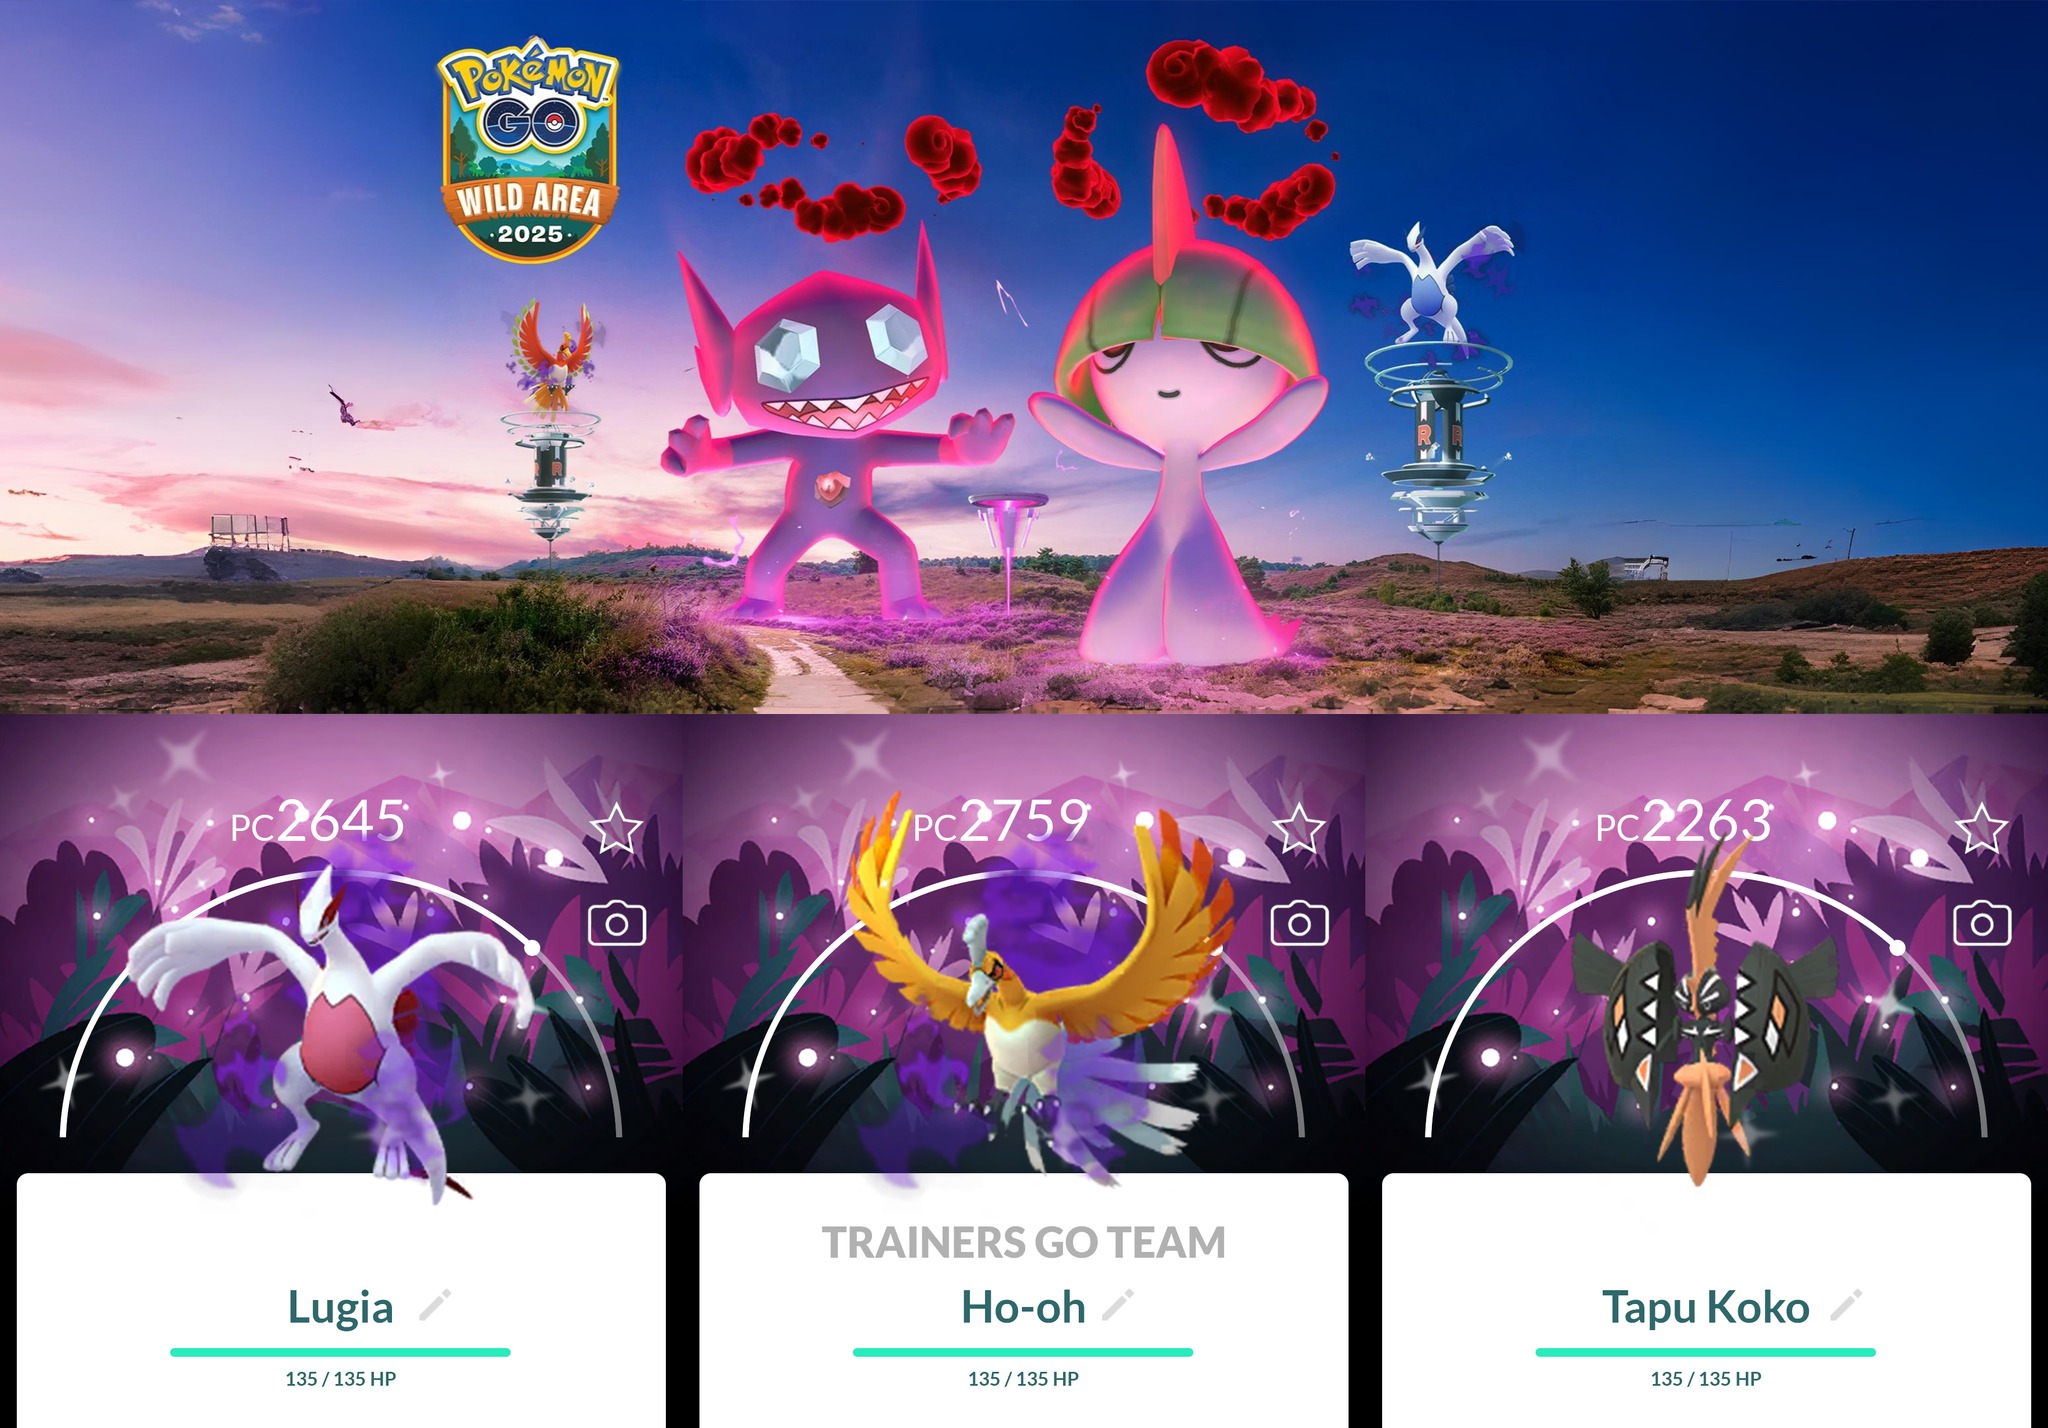 POKéMON
GO
WILD AREA
2025
R
R
R
PC2645
PC2759
PC2263
TRAINERS GO TEAM
Lugia
Ho-oh
Tapu Koko
135 / 135 HP
135 / 135 HP
135 / 135 HP